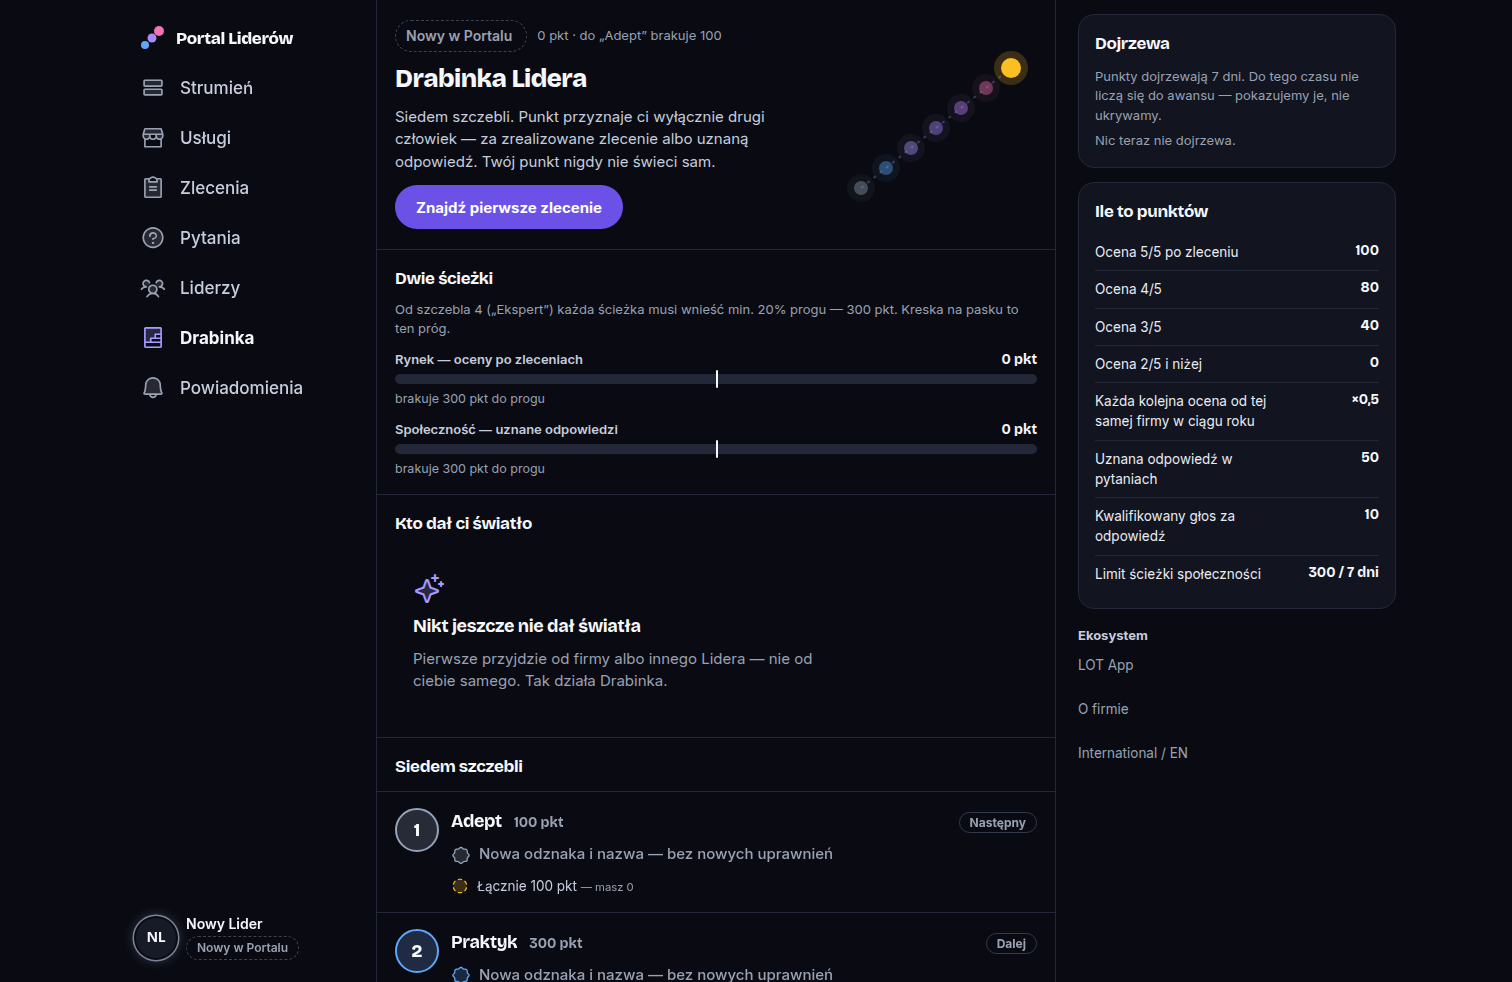 Portal Liderów
Strumień
Usługi
Zlecenia
Pytania
Liderzy
Drabinka
Powiadomienia
NL
Nowy Lider
Nowy w Portalu
Nowy w Portalu
0 pkt · do „Adept” brakuje 100
Drabinka Lidera
Siedem szczebli. Punkt przyznaje ci wyłącznie drugi
człowiek — za zrealizowane zlecenie albo uznaną
odpowiedź. Twój punkt nigdy nie świeci sam.
Znajdź pierwsze zlecenie
Dwie ścieżki
Od szczebla 4 („Ekspert”) każda ścieżka musi wnieść min. 20% progu — 300 pkt. Kreska na pasku to
ten próg.
Rynek — oceny po zleceniach
0 pkt
brakuje 300 pkt do progu
Społeczność — uznane odpowiedzi
0 pkt
brakuje 300 pkt do progu
Kto dał ci światło
Nikt jeszcze nie dał światła
Pierwsze przyjdzie od firmy albo innego Lidera — nie od
ciebie samego. Tak działa Drabinka.
Siedem szczebli
1
Adept 100 pkt
Następny
Nowa odznaka i nazwa — bez nowych uprawnień
Łącznie 100 pkt — masz 0
2
Praktyk 300 pkt
Dalej
Nowa odznaka i nazwa — bez nowych uprawnień
Dojrzewa
Punkty dojrzewają 7 dni. Do tego czasu nie
liczą się do awansu — pokazujemy je, nie
ukrywamy.
Nic teraz nie dojrzewa.
Ile to punktów
Ocena 5/5 po zleceniu 100
Ocena 4/5 80
Ocena 3/5 40
Ocena 2/5 i niżej 0
Każda kolejna ocena od tej ×0,5
samej firmy w ciągu roku
Uznana odpowiedź w 50
pytaniach
Kwalifikowany głos za 10
odpowiedź
Limit ścieżki społeczności 300 / 7 dni
Ekosystem
LOT App
O firmie
International / EN